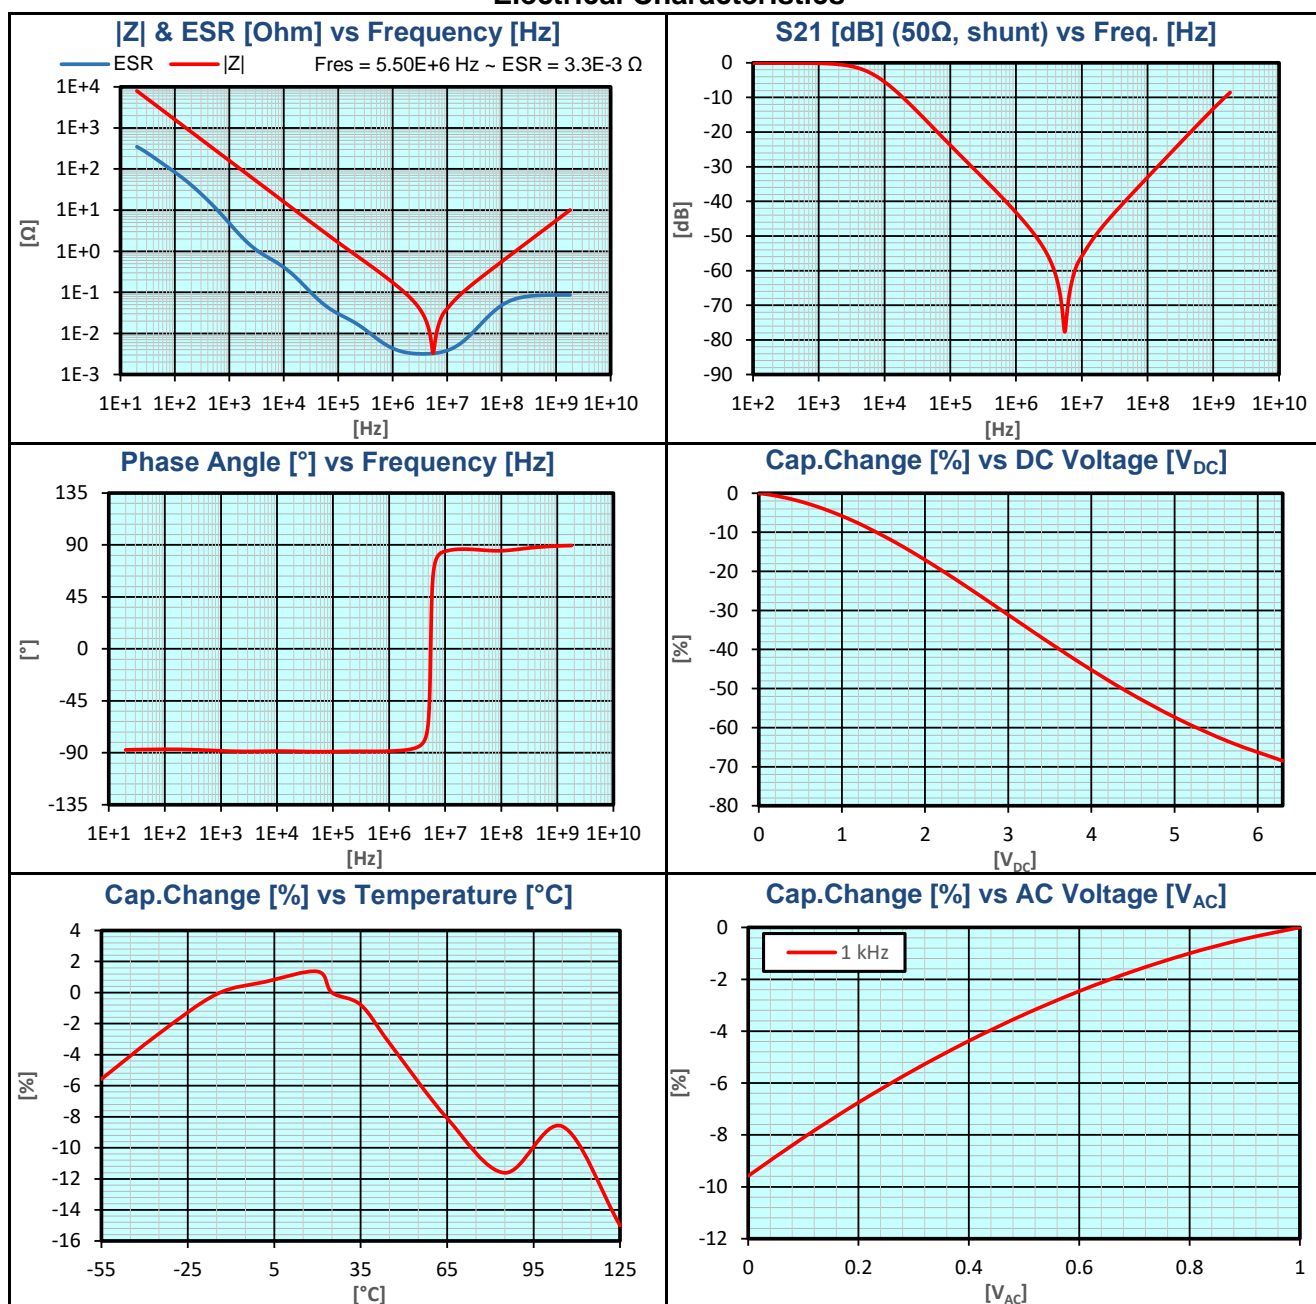 Electrical Characteristics
|Z| & ESR [Ohm] vs Frequency [Hz]
ESR |Z| Fres = 5.50E+6 Hz ~ ESR = 3.3E-3 Ω
1E+4
1E+3
1E+2
1E+1
1E+0
1E-1
1E-2
1E-3
[Ω]
1E+1 1E+2 1E+3 1E+4 1E+5 1E+6 1E+7 1E+8 1E+9 1E+10
[Hz]
S21 [dB] (50Ω, shunt) vs Freq. [Hz]
0
-10
-20
-30
-40
-50
-60
-70
-80
-90
[dB]
1E+2 1E+3 1E+4 1E+5 1E+6 1E+7 1E+8 1E+9 1E+10
[Hz]
Phase Angle [°] vs Frequency [Hz]
135
90
45
0
-45
-90
-135
[°]
1E+1 1E+2 1E+3 1E+4 1E+5 1E+6 1E+7 1E+8 1E+9 1E+10
[Hz]
Cap.Change [%] vs DC Voltage [VDC]
0
-10
-20
-30
-40
-50
-60
-70
-80
[%]
0 1 2 3 4 5 6
[VDC]
Cap.Change [%] vs Temperature [°C]
4
2
0
-2
-4
-6
-8
-10
-12
-14
-16
[%]
-55 -25 5 35 65 95 125
[°C]
Cap.Change [%] vs AC Voltage [VAC]
1 kHz
0
-2
-4
-6
-8
-10
-12
[%]
0 0.2 0.4 0.6 0.8 1
[VAC]